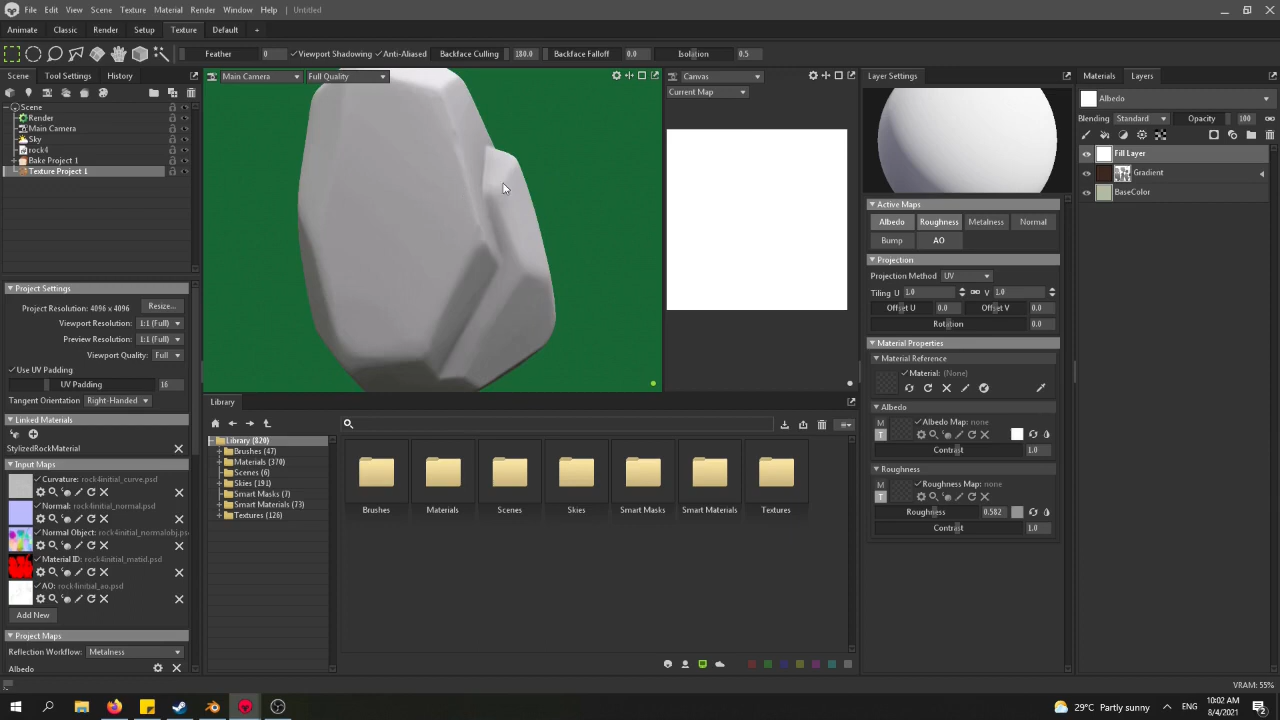 File Edit View Scene Texture Material Render Window Help Untitled
Animate Classic Render Setup Texture Default +
Feather 0 Viewport Shadowing Anti-Aliased Backface Culling 180.0 Backface Falloff 0.0 Isolation 0.5
Scene Tool Settings History
Main Camera Full Quality
Canvas
Current Map
Layer Settings
Materials Layers
Albedo
Blending Standard Opacity 100
Fill Layer
Gradient
BaseColor
Scene
Render
Main Camera
Sky
rock4
Bake Project 1
Texture Project 1
Project Settings
Project Resolution: 4096 x 4096 Resize...
Viewport Resolution: 1:1 (Full)
Preview Resolution: 1:1 (Full)
Viewport Quality: Full
Use UV Padding
UV Padding 16
Tangent Orientation Right-Handed
Linked Materials
StylizedRockMaterial
Input Maps
Curvature: rock4initial_curve.psd
Normal: rock4initial_normal.psd
Normal Object: rock4initial_normalobj.ps
Material ID: rock4initial_matid.psd
AO: rock4initial_ao.psd
Add New
Project Maps
Reflection Workflow: Metalness
Albedo
Library
Library (820)
Brushes (47)
Materials (370)
Scenes (6)
Skies (191)
Smart Masks (7)
Smart Materials (73)
Textures (126)
Brushes Materials Scenes Skies Smart Masks Smart Materials Textures
Active Maps
Albedo Roughness Metalness Normal
Bump AO
Projection
Projection Method UV
Tiling U 1.0 V 1.0
Offset U 0.0 Offset V 0.0
Rotation 0.0
Material Properties
Material Reference
Material: (None)
Albedo
M Albedo Map: none
T
Contrast 1.0
Roughness
M Roughness Map: none
T
Roughness 0.582
Contrast 1.0
VRAM: 55%
29°C Partly sunny ENG 10:02 AM
8/4/2021 2